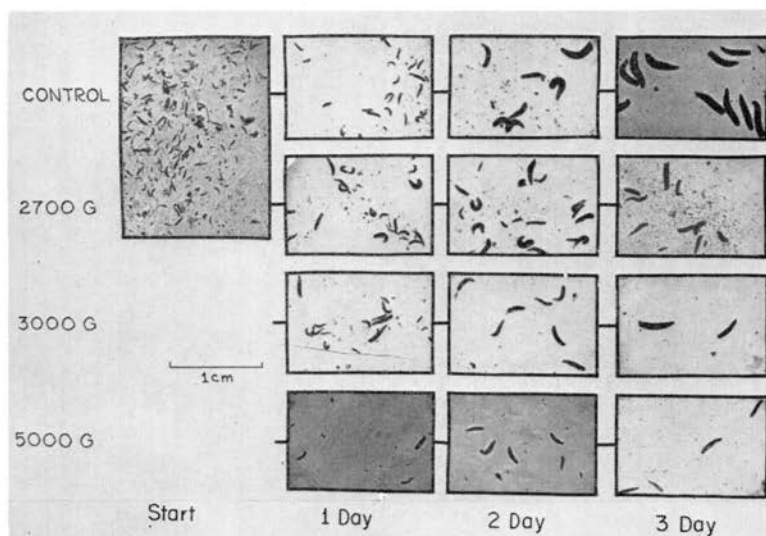 CONTROL
2700 G
3000 G
1cm
5000 G
Start
1 Day
2 Day
3 Day